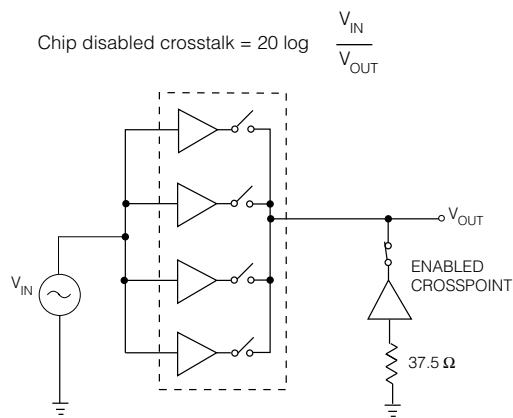 V_IN
Chip disabled crosstalk = 20 log
V_OUT
V_OUT
V_IN
ENABLED
CROSSPOINT
37.5 Ω